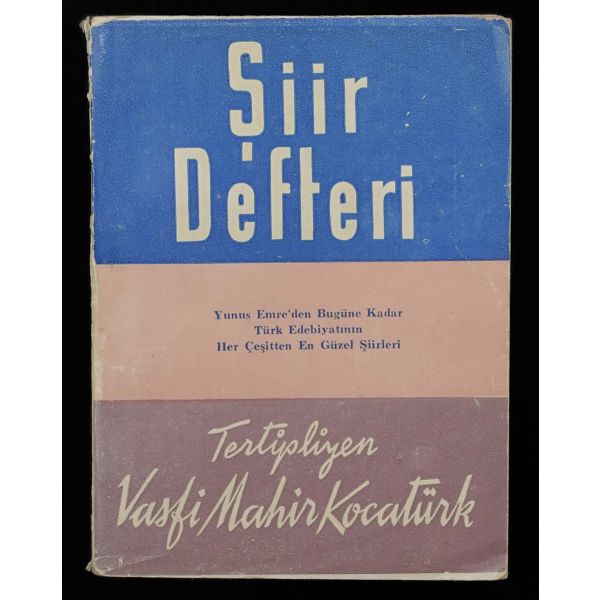 Şiir
Defteri
Yunus Emre'den Bugüne Kadar
Türk Edebiyatının
Her Çeşitten En Güzel Şiirleri
Tertipliyen
Vasfi Mahir Kocatürk